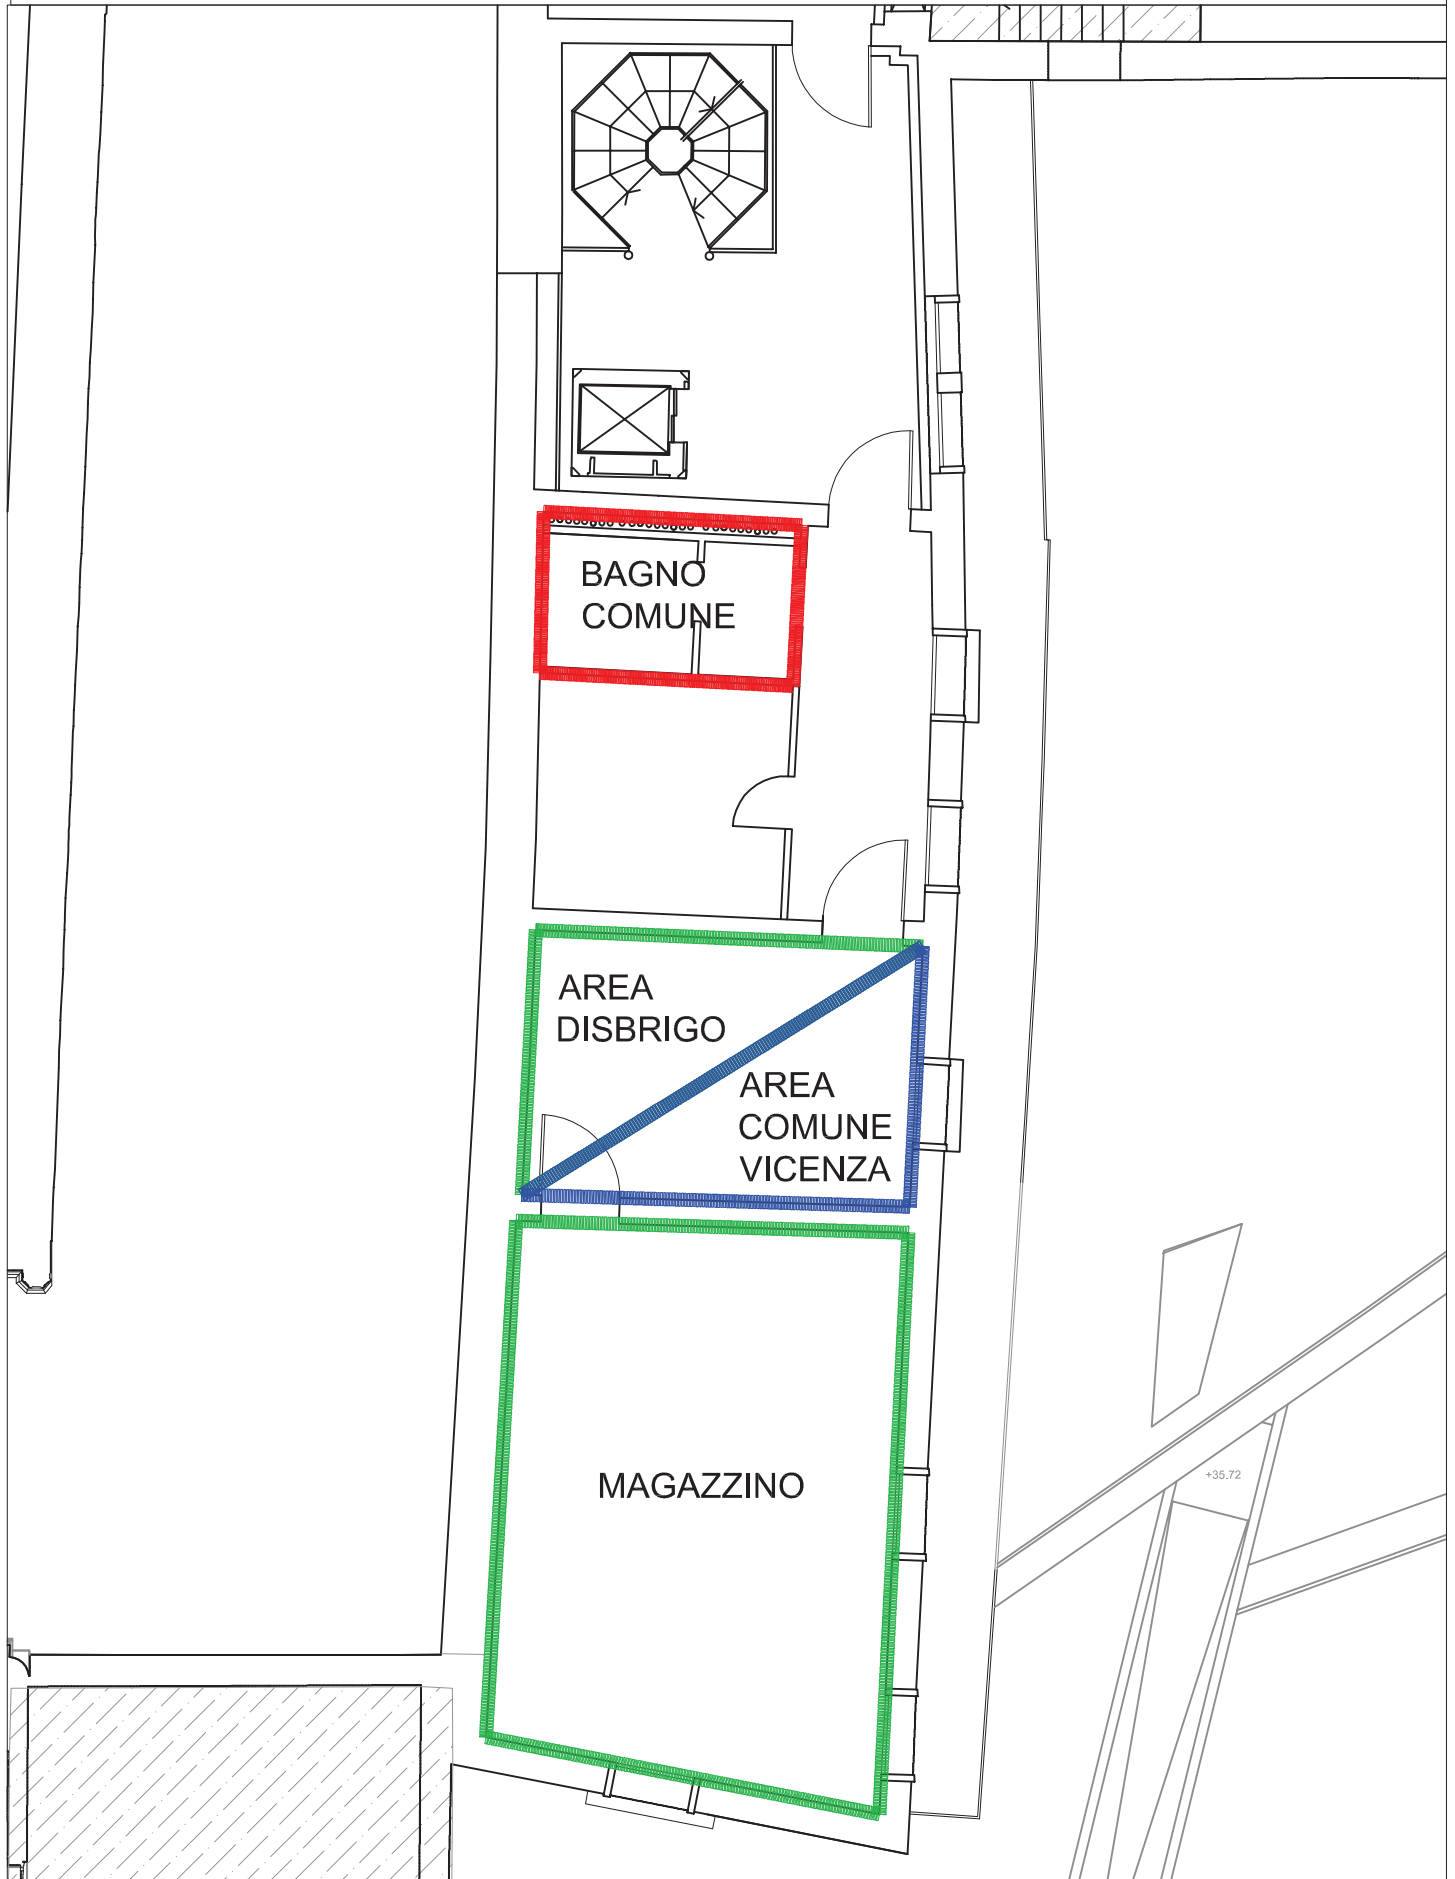 BAGNO
COMUNE
AREA
DISBRIGO
AREA
COMUNE
VICENZA
MAGAZZINO
+35.72